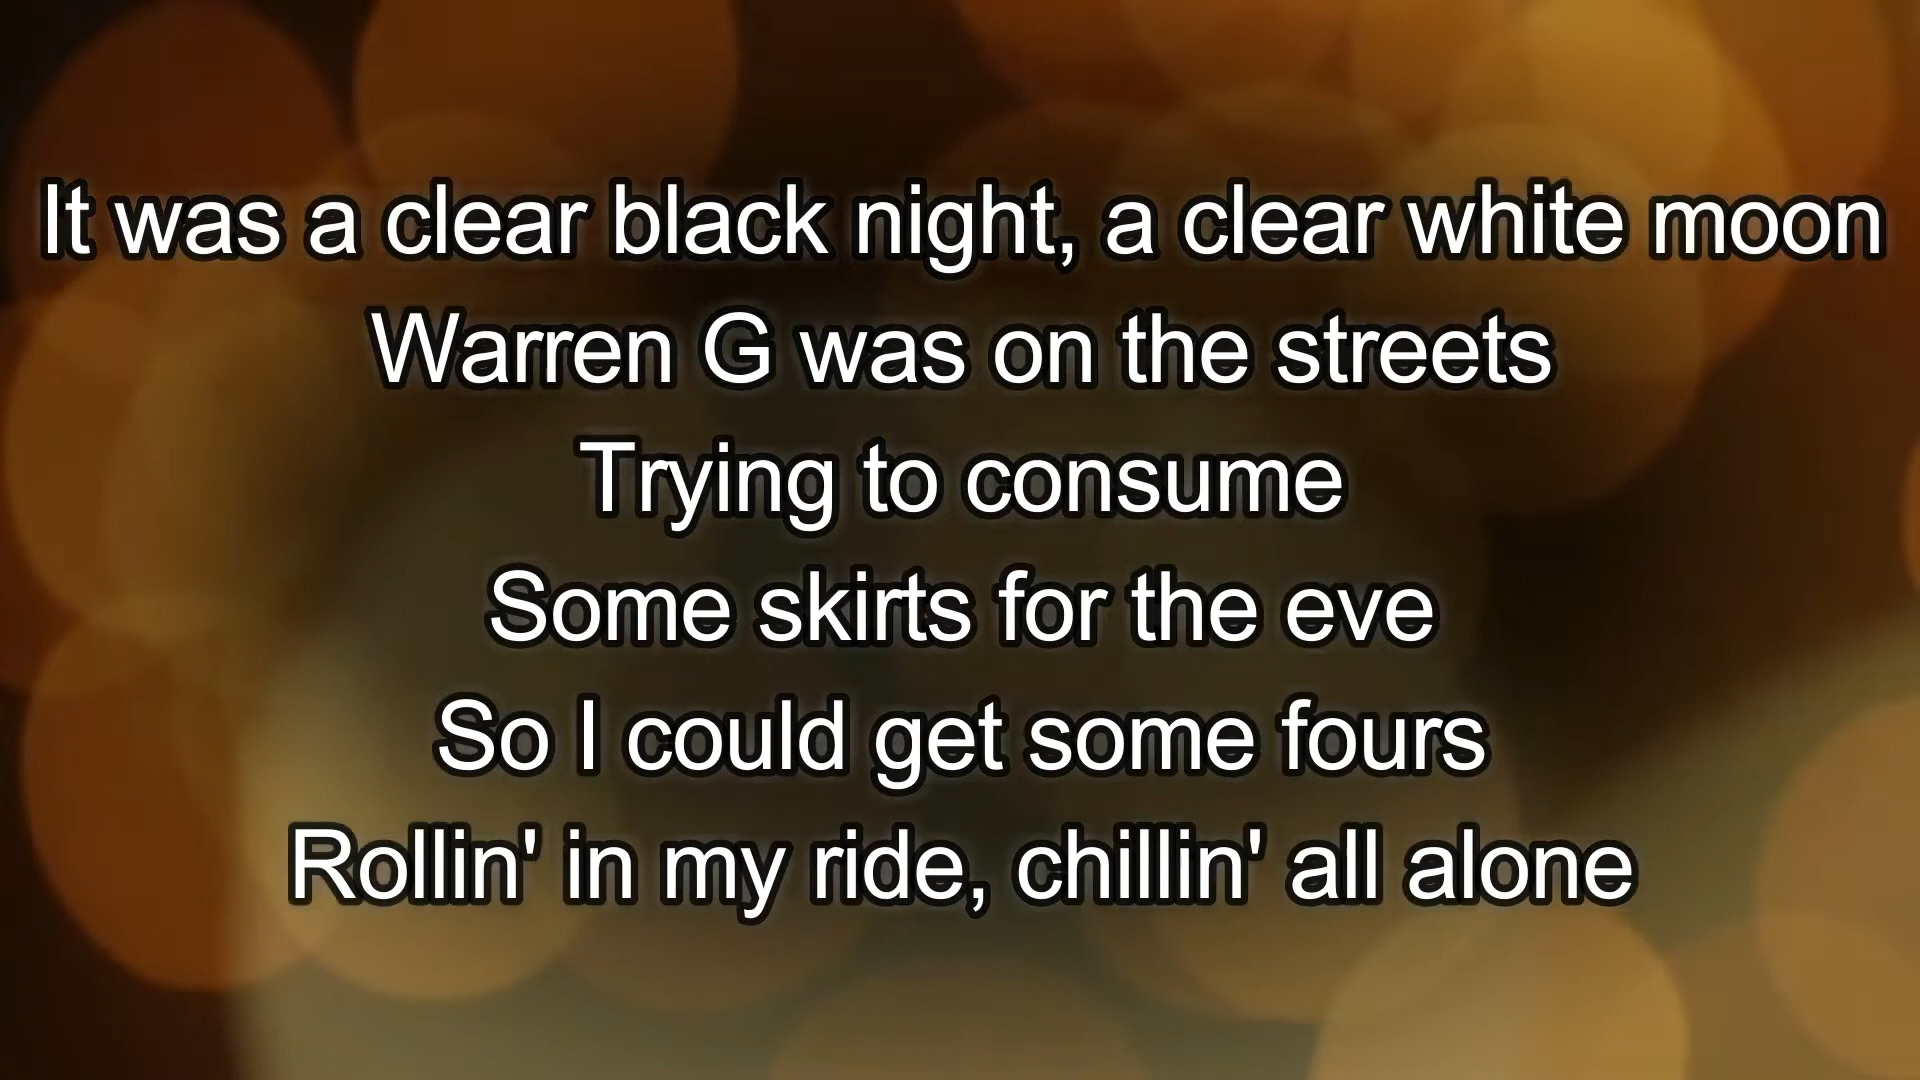 It was a clear black night, a clear white moon
Warren G was on the streets
Trying to consume
Some skirts for the eve
So I could get some fours
Rollin' in my ride, chillin' all alone